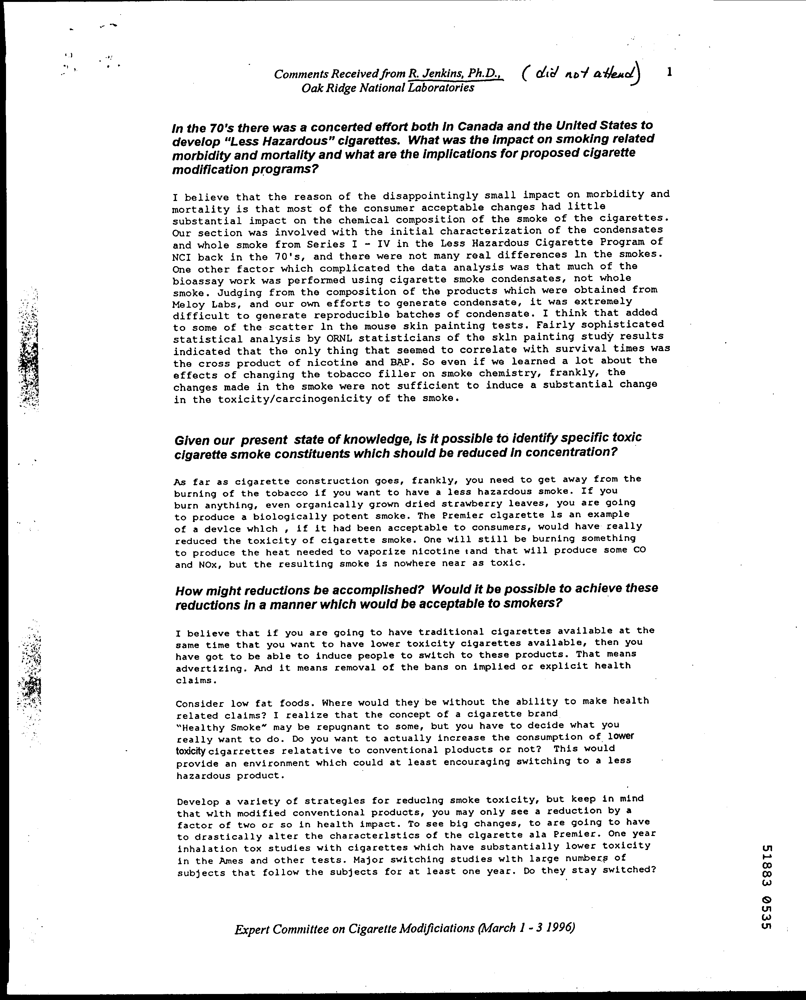 Comments Received from R. Jenkins, Ph.D., (did not attend) 1
Oak Ridge National Laboratories
In the 70's there was a concerted effort both in Canada and the United States to
develop "Less Hazardous" cigarettes. What was the impact on smoking related
morbidity and mortality and what are the implications for proposed cigarette
modification programs?
I believe that the reason of the disappointingly small impact on morbidity and
mortality is that most of the consumer acceptable changes had little
substantial impact on the chemical composition of the smoke of the cigarettes.
Our section was involved with the initial characterization of the condensates
and whole smoke from Series I - IV in the Less Hazardous Cigarette Program of
NCI back in the 70's, and there were not many real differences ln the smokes.
One other factor which complicated the data analysis was that much of the
bioassay work was performed using cigarette smoke condensates, not whole
smoke. Judging from the composition of the products which were obtained from
Meloy Labs, and our own efforts to generate condensate, it was extremely
difficult to generate reproducible batches of condensate. I think that added
to some of the scatter ln the mouse skin painting tests. Fairly sophisticated
statistical analysis by ORNL statisticians of the skln painting study results
indicated that the only thing that seemed to correlate with survival times was
the cross product of nicotine and BAP. So even if we learned a lot about the
effects of changing the tobacco filler on smoke chemistry, frankly, the
changes made in the smoke were not sufficient to induce a substantial change
in the toxicity/carcinogenicity of the smoke.
Given our present state of knowledge, is it possible to identify specific toxic
cigarette smoke constituents which should be reduced in concentration?
As far as cigarette construction goes, frankly, you need to get away from the
burning of the tobacco if you want to have a less hazardous smoke. If you
burn anything, even organically grown dried strawberry leaves, you are going
to produce a biologically potent smoke. The Premier clgarette ls an example
of a devlce whlch , if it had been acceptable to consumers, would have really
reduced the toxicity of cigarette smoke. One will still be burning something
to produce the heat needed to vaporize nicotine and that will produce some CO
and NOx, but the resulting smoke is nowhere near as toxic.
How might reductions be accomplished? Would it be possible to achieve these
reductions in a manner which would be acceptable to smokers?
I believe that if you are going to have traditional cigarettes available at the
same time that you want to have lower toxicity cigarettes available, then you
have got to be able to induce people to switch to these products. That means
advertizing. And it means removal of the bans on implied or explicit health
claims.
Consider low fat foods. Where would they be without the ability to make health
related claims? I realize that the concept of a cigarette brand
"Healthy Smoke" may be repugnant to some, but you have to decide what you
really want to do. Do you want to actually increase the consumption of lower
toxicity cigarrettes relatative to conventional ploducts or not? This would
provide an environment which could at least encouraging switching to a less
hazardous product.
Develop a variety of strategles for reduclng smoke toxicity, but keep in mind
that wlth modified conventional products, you may only see a reduction by a
factor of two or so in health impact. To see big changes, to are going to have
to drastically alter the characterlstics of the clgarette ala Premier. One year
inhalation tox studies with cigarettes which have substantially lower toxicity
in the Ames and other tests. Major switching studies wlth large numbers of
subjects that follow the subjects for at least one year. Do they stay switched?
Expert Committee on Cigarette Modificiations (March 1 - 3 1996)
51883 0535